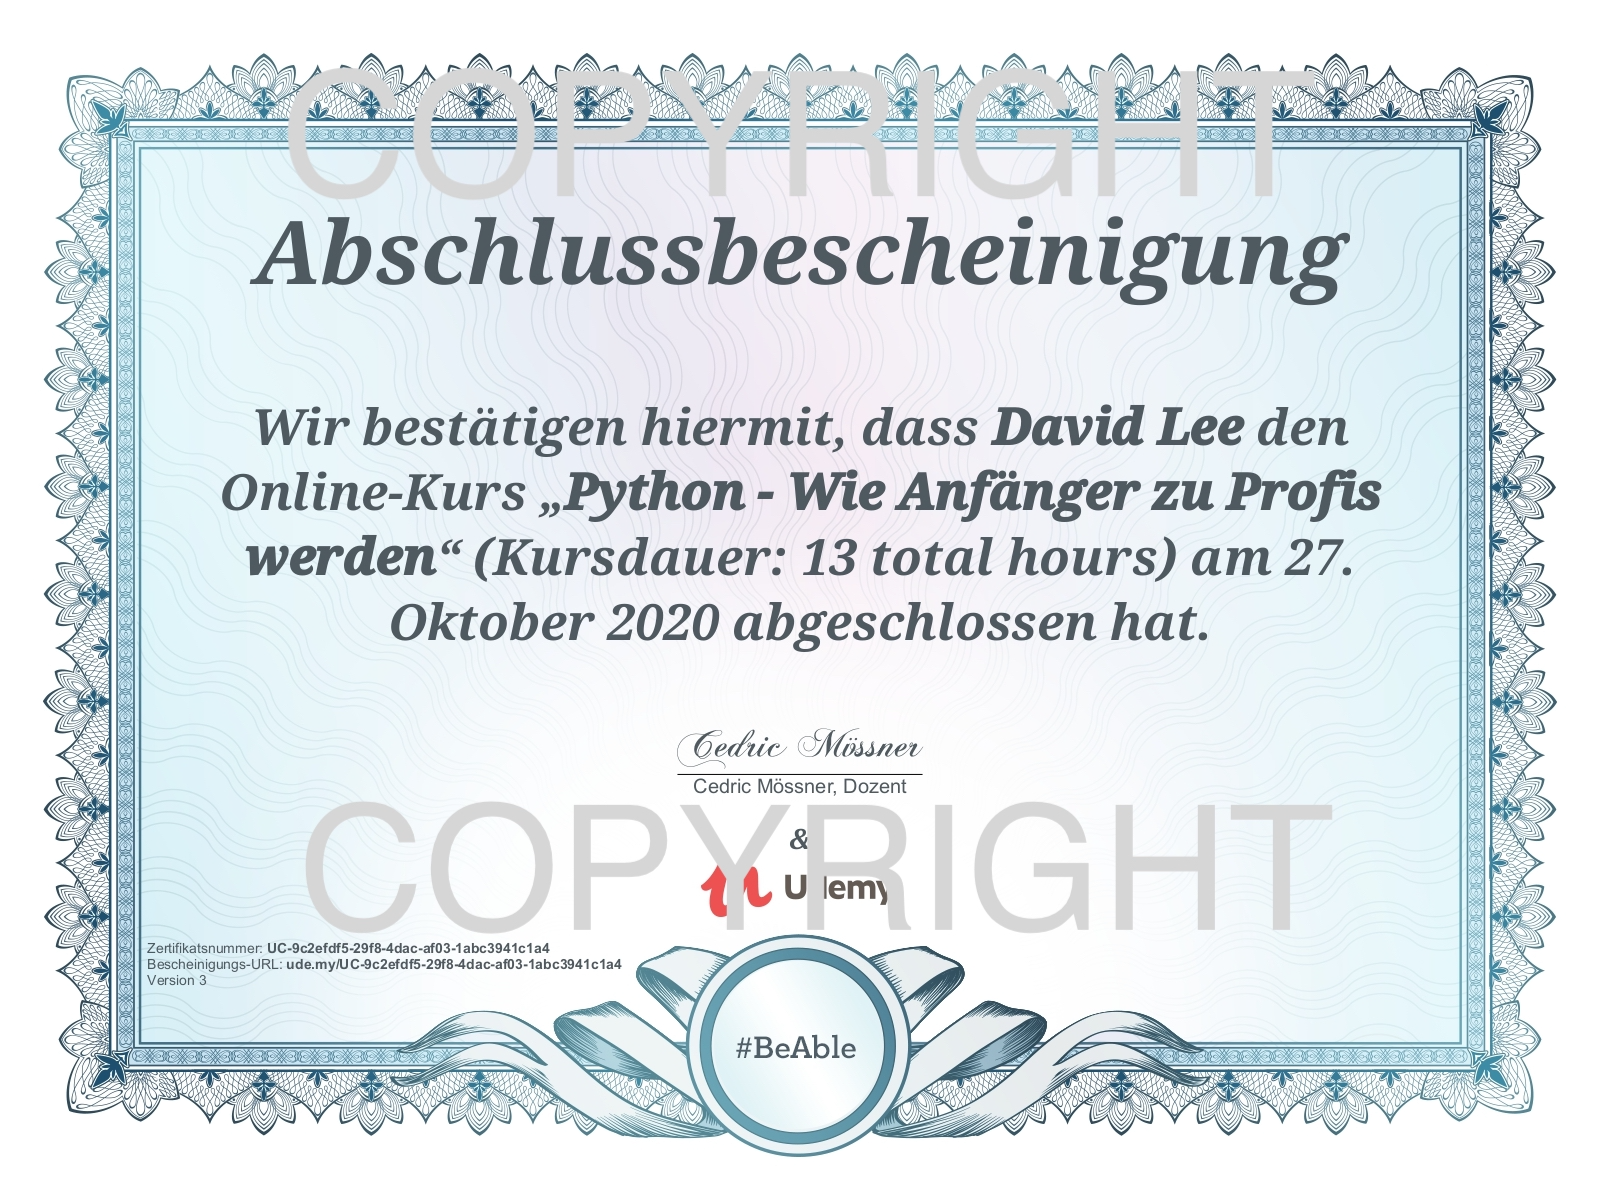 COPYRIGHT
Abschlussbescheinigung
Wir bestätigen hiermit, dass David Lee den
Online-Kurs „Python - Wie Anfänger zu Profis
werden“ (Kursdauer: 13 total hours) am 27.
Oktober 2020 abgeschlossen hat.
Cedric Mössner
Cedric Mössner, Dozent
&
COPYRIGHT
Udemy
Zertifikatsnummer: UC-9c2efdf5-29f8-4dac-af03-1abc3941c1a4
Bescheinigungs-URL: ude.my/UC-9c2efdf5-29f8-4dac-af03-1abc3941c1a4
Version 3
#BeAble